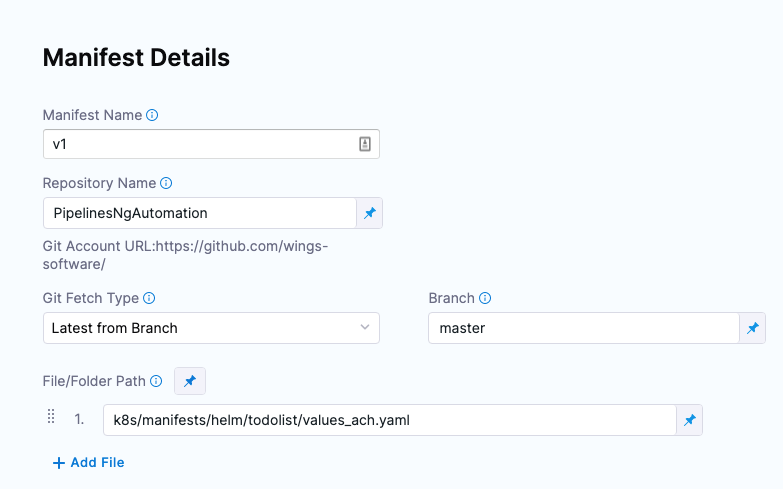 Manifest Details
Manifest Name
v1
Repository Name
PipelinesNgAutomation
Git Account URL:https://github.com/wings-
software/
Git Fetch Type
Branch
Latest from Branch
master
File/Folder Path
1.
k8s/manifests/helm/todolist/values_ach.yaml
+ Add File